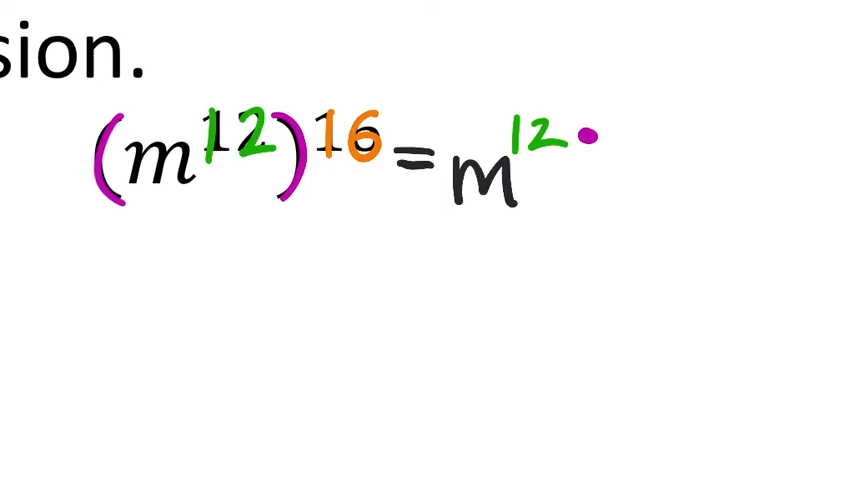 sion.
(m¹²)¹⁶ = m¹² •